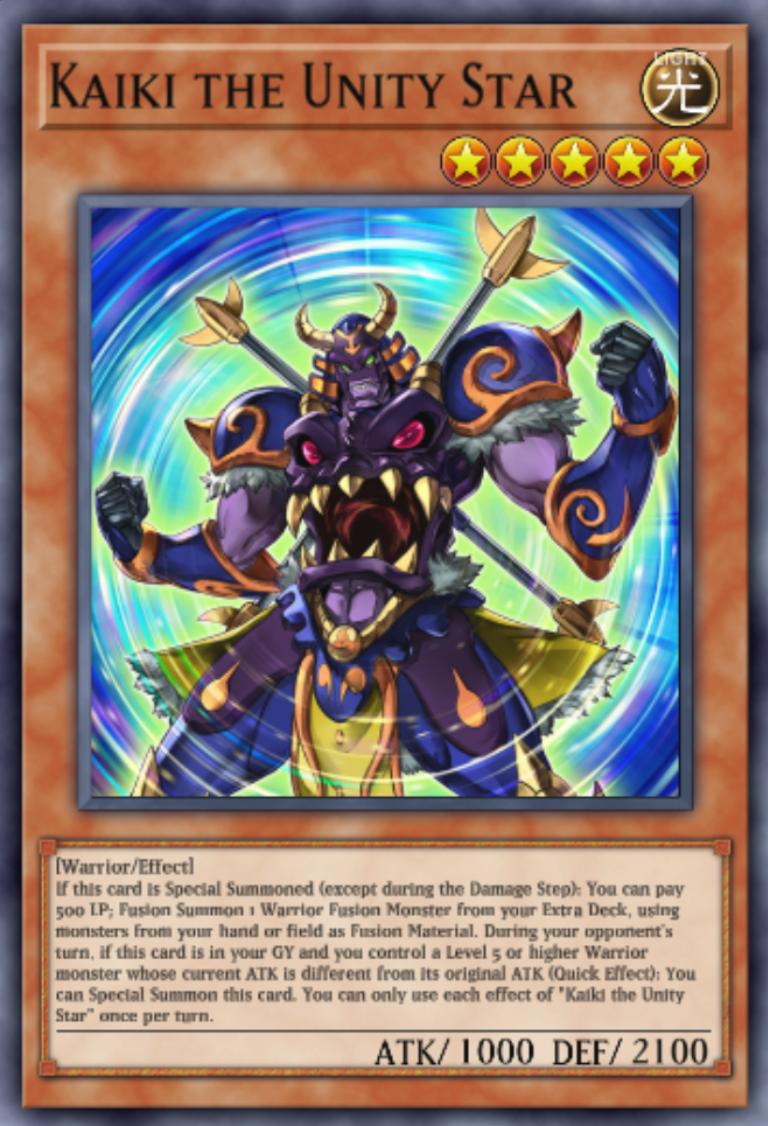 KAIKI THE UNITY STAR
LIGHT
光
[Warrior/Effect]
If this card is Special Summoned (except during the Damage Step): You can pay
500 LP; Fusion Summon 1 Warrior Fusion Monster from your Extra Deck, using
monsters from your hand or field as Fusion Material. During your opponent's
turn, if this card is in your GY and you control a Level 5 or higher Warrior
monster whose current ATK is different from its original ATK (Quick Effect): You
can Special Summon this card. You can only use each effect of "Kaiki the Unity
Star" once per turn.
ATK/ 1000 DEF/ 2100